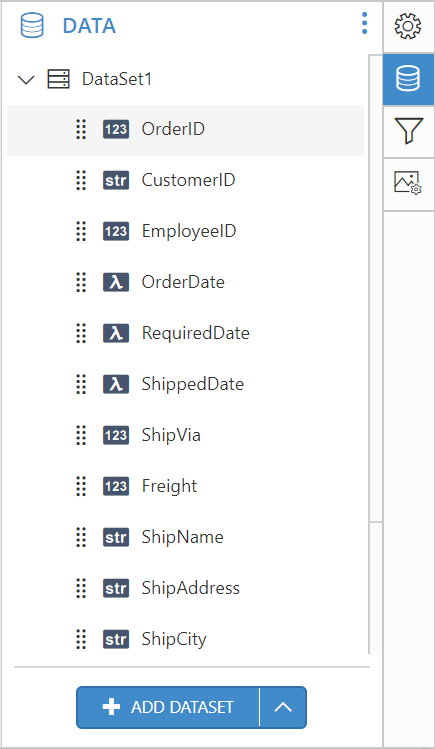 DATA
DataSet1
123 OrderID
str CustomerID
123 EmployeeID
λ OrderDate
λ RequiredDate
λ ShippedDate
123 ShipVia
123 Freight
str ShipName
str ShipAddress
str ShipCity
ADD DATASET